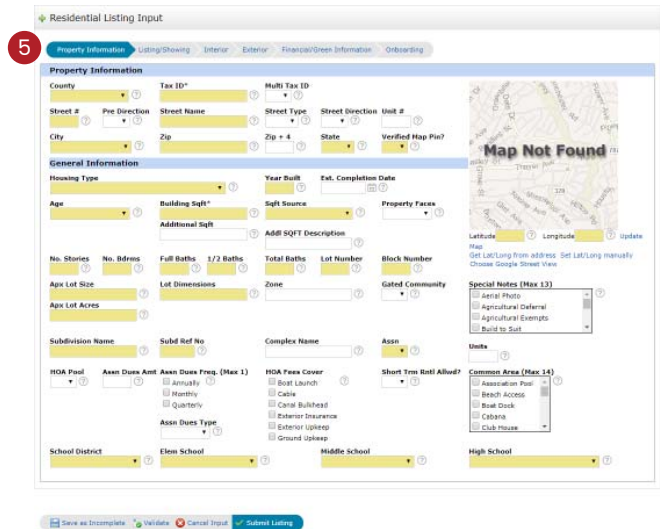 Residential Listing Input
5
Property Information Listing/Showing Interior Exterior Financial/Green Information Onboarding
Property Information
County Tax ID* Multi Tax ID
Street # Pre Direction Street Name Street Type Street Direction Unit #
City Zip Zip + 4 State Verified Map Pin?
Map Not Found
General Information
Housing Type Year Built Est. Completion Date
Age Building Sqft* Sqft Source Property Faces
Additional Sqft Addl SQFT Description
Latitude Longitude Update
Map
Get Lat/Long from address Set Lat/Long manually
Choose Google Street View
No. Stories No. Bdrms Full Baths 1/2 Baths Total Baths Lot Number Block Number
Apx Lot Size Lot Dimensions Zone Gated Community Special Notes (Max 13)
Aerial Photo
Agricultural Deferral
Agricultural Exempts
Build to Suit
Apx Lot Acres
Subdivision Name Subd Ref No Complex Name Assn Units
HOA Pool Assn Dues Amt Assn Dues Freq. (Max 1) HOA Fees Cover Short Trm Rntl Allwd? Common Area (Max 14)
Annually Boat Launch Association Pool
Monthly Cable Beach Access
Quarterly Canal Bulkhead Boat Dock
Exterior Insurance Cabana
Assn Dues Type Exterior Upkeep Club House
Ground Upkeep
School District Elem School Middle School High School
Save as Incomplete Validate Cancel Input Submit Listing